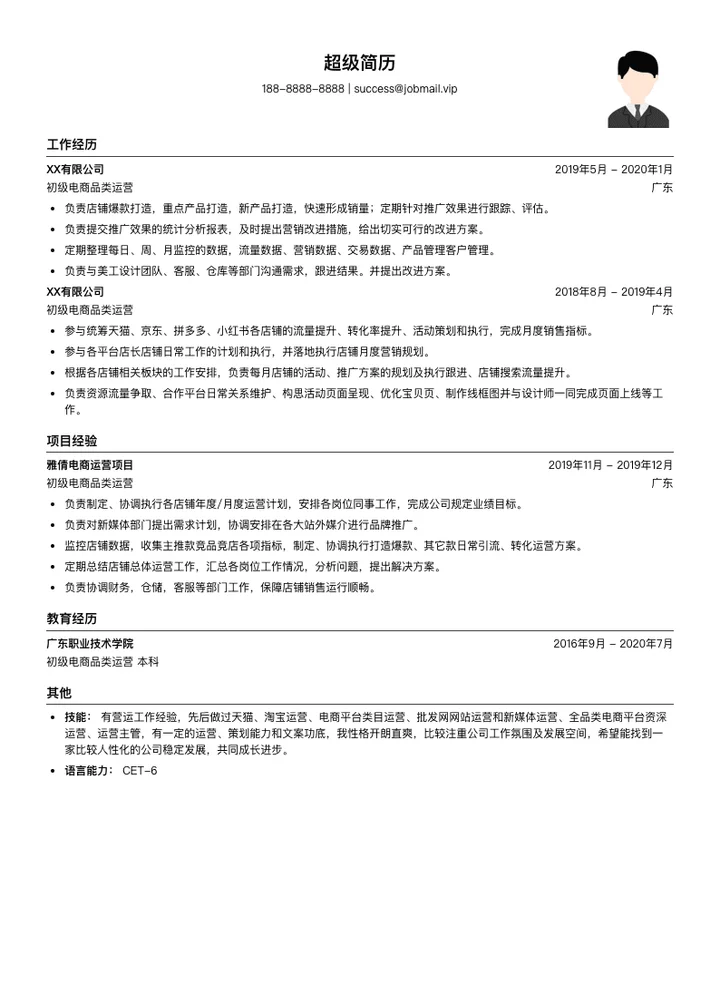 超级简历
188-8888-8888 | success@jobmail.vip
工作经历
XX有限公司 2019年5月 – 2020年1月
初级电商品类运营 广东
• 负责店铺爆款打造，重点产品打造，新产品打造，快速形成销量；定期针对推广效果进行跟踪、评估。
• 负责提交推广效果的统计分析报表，及时提出营销改进措施，给出切实可行的改进方案。
• 定期整理每日、周、月监控的数据，流量数据、营销数据、交易数据、产品管理客户管理。
• 负责与美工设计团队、客服、仓库等部门沟通需求，跟进结果。并提出改进方案。
XX有限公司 2018年8月 – 2019年4月
初级电商品类运营 广东
• 参与统筹天猫、京东、拼多多、小红书各店铺的流量提升、转化率提升、活动策划和执行，完成月度销售指标。
• 参与各平台店长店铺日常工作的计划和执行，并落地执行店铺月度营销规划。
• 根据各店铺相关板块的工作安排，负责每月店铺的活动、推广方案的规划及执行跟进、店铺搜索流量提升。
• 负责资源流量争取、合作平台日常关系维护、构思活动页面呈现、优化宝贝页、制作线框图并与设计师一同完成页面上线等工
作。
项目经验
雅倩电商运营项目 2019年11月 – 2019年12月
初级电商品类运营 广东
• 负责制定、协调执行各店铺年度/月度运营计划，安排各岗位同事工作，完成公司规定业绩目标。
• 负责对新媒体部门提出需求计划，协调安排在各大站外媒介进行品牌推广。
• 监控店铺数据，收集主推款竞品竞店各项指标，制定、协调执行打造爆款、其它款日常引流、转化运营方案。
• 定期总结店铺总体运营工作，汇总各岗位工作情况，分析问题，提出解决方案。
• 负责协调财务，仓储，客服等部门工作，保障店铺销售运行顺畅。
教育经历
广东职业技术学院 2016年9月 – 2020年7月
初级电商品类运营 本科
其他
• 技能： 有营运工作经验，先后做过天猫、淘宝运营、电商平台类目运营、批发网网站运营和新媒体运营、全品类电商平台资深
运营、运营主管，有一定的运营、策划能力和文案功底，我性格开朗直爽，比较注重公司工作氛围及发展空间，希望能找到一
家比较人性化的公司稳定发展，共同成长进步。
• 语言能力： CET-6